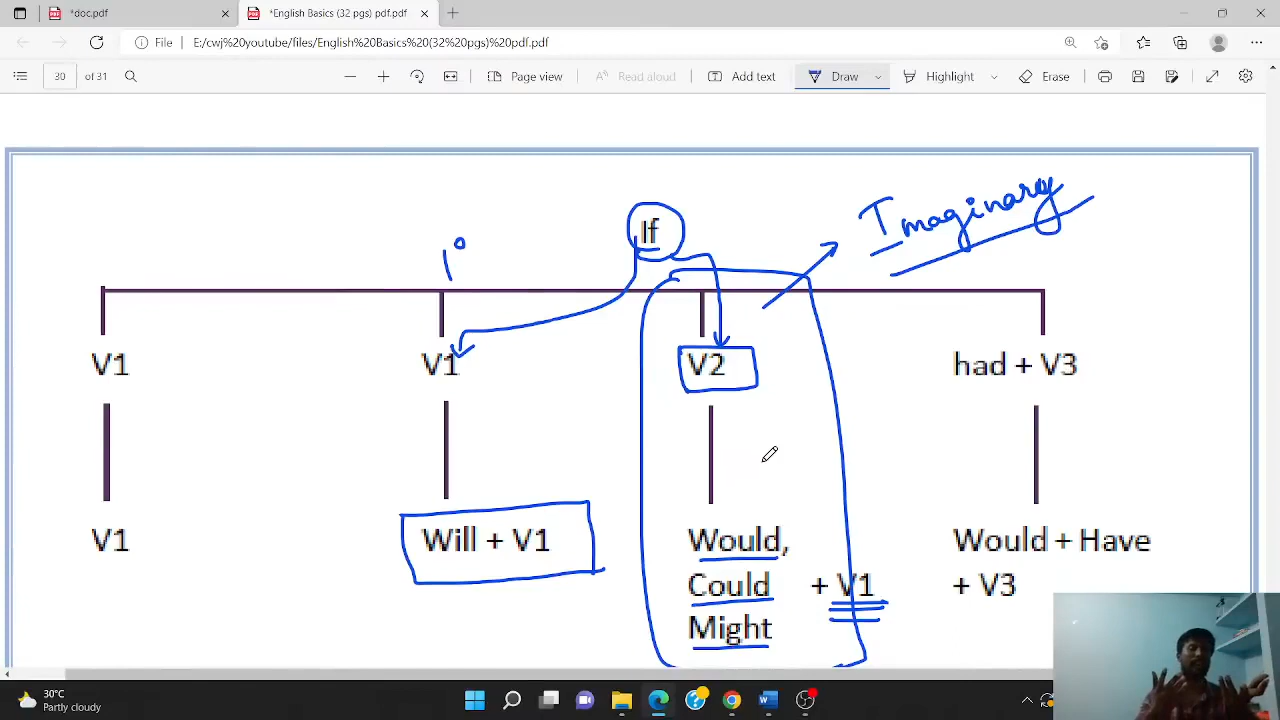 *doc.pdf
*English Basics (32 pgs) pdf.pdf
File
E:/cwj%20youtube/files/English%20Basics(32%20pgs)%20pdf.pdf
30
of 31
Page view
Read aloud
Add text
Draw
Highlight
Erase
Imaginary
If
1°
V1
V1
V2
had + V3
V1
Will + V1
Would,
Could + V1
Might
Would + Have
+ V3
30°C
Partly cloudy